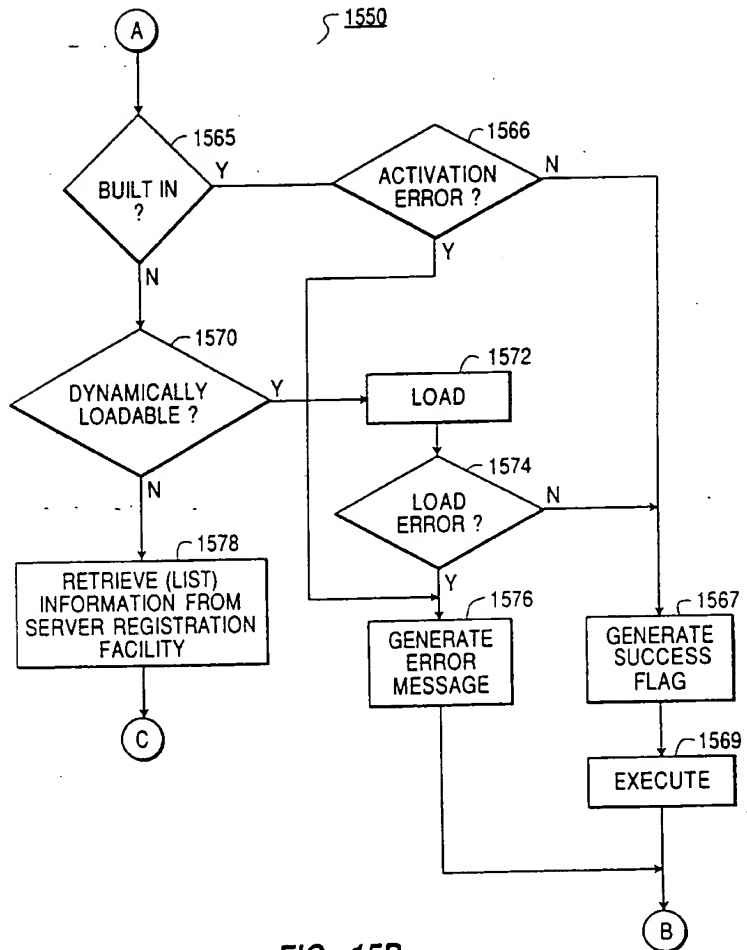 A
1550
1565
BUILT IN
?
Y
N
1566
ACTIVATION
ERROR ?
N
Y
1570
DYNAMICALLY
LOADABLE ?
Y
N
1572
LOAD
1574
LOAD
ERROR ?
N
Y
1578
RETRIEVE (LIST)
INFORMATION FROM
SERVER REGISTRATION
FACILITY
C
1576
GENERATE
ERROR
MESSAGE
1567
GENERATE
SUCCESS
FLAG
1569
EXECUTE
B